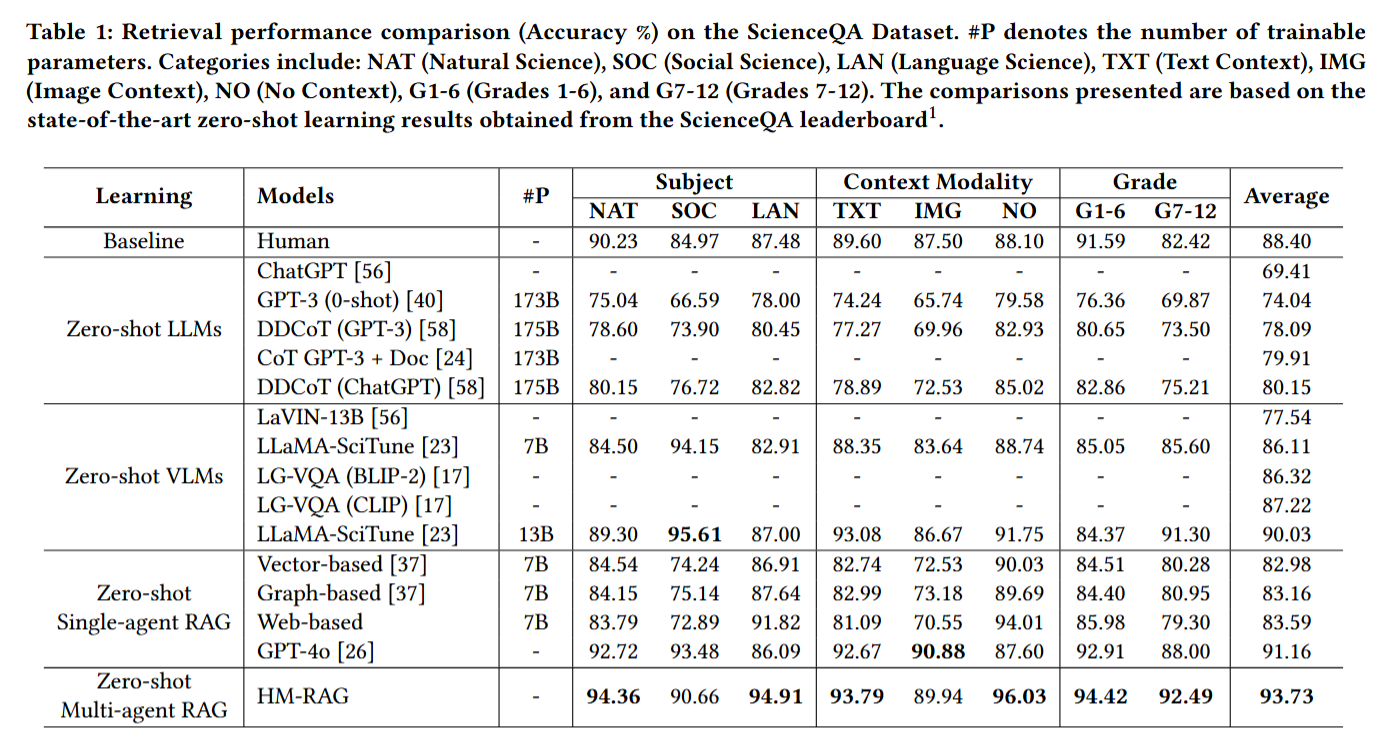 Table 1: Retrieval performance comparison (Accuracy %) on the ScienceQA Dataset. #P denotes the number of trainable
parameters. Categories include: NAT (Natural Science), SOC (Social Science), LAN (Language Science), TXT (Text Context), IMG
(Image Context), NO (No Context), G1-6 (Grades 1-6), and G7-12 (Grades 7-12). The comparisons presented are based on the
state-of-the-art zero-shot learning results obtained from the ScienceQA leaderboard1.
Learning Models #P Subject Context Modality Grade Average
NAT SOC LAN TXT IMG NO G1-6 G7-12
Baseline Human - 90.23 84.97 87.48 89.60 87.50 88.10 91.59 82.42 88.40
ChatGPT [56] - - - - - - - - - 69.41
GPT-3 (0-shot) [40] 173B 75.04 66.59 78.00 74.24 65.74 79.58 76.36 69.87 74.04
Zero-shot LLMs DDCoT (GPT-3) [58] 175B 78.60 73.90 80.45 77.27 69.96 82.93 80.65 73.50 78.09
CoT GPT-3 + Doc [24] 173B - - - - - - - - 79.91
DDCoT (ChatGPT) [58] 175B 80.15 76.72 82.82 78.89 72.53 85.02 82.86 75.21 80.15
LaVIN-13B [56] - - - - - - - - - 77.54
LLaMA-SciTune [23] 7B 84.50 94.15 82.91 88.35 83.64 88.74 85.05 85.60 86.11
Zero-shot VLMs LG-VQA (BLIP-2) [17] - - - - - - - - - 86.32
LG-VQA (CLIP) [17] - - - - - - - - - 87.22
LLaMA-SciTune [23] 13B 89.30 95.61 87.00 93.08 86.67 91.75 84.37 91.30 90.03
Vector-based [37] 7B 84.54 74.24 86.91 82.74 72.53 90.03 84.51 80.28 82.98
Zero-shot Graph-based [37] 7B 84.15 75.14 87.64 82.99 73.18 89.69 84.40 80.95 83.16
Single-agent RAG Web-based 7B 83.79 72.89 91.82 81.09 70.55 94.01 85.98 79.30 83.59
GPT-4o [26] - 92.72 93.48 86.09 92.67 90.88 87.60 92.91 88.00 91.16
Zero-shot
Multi-agent RAG HM-RAG - 94.36 90.66 94.91 93.79 89.94 96.03 94.42 92.49 93.73